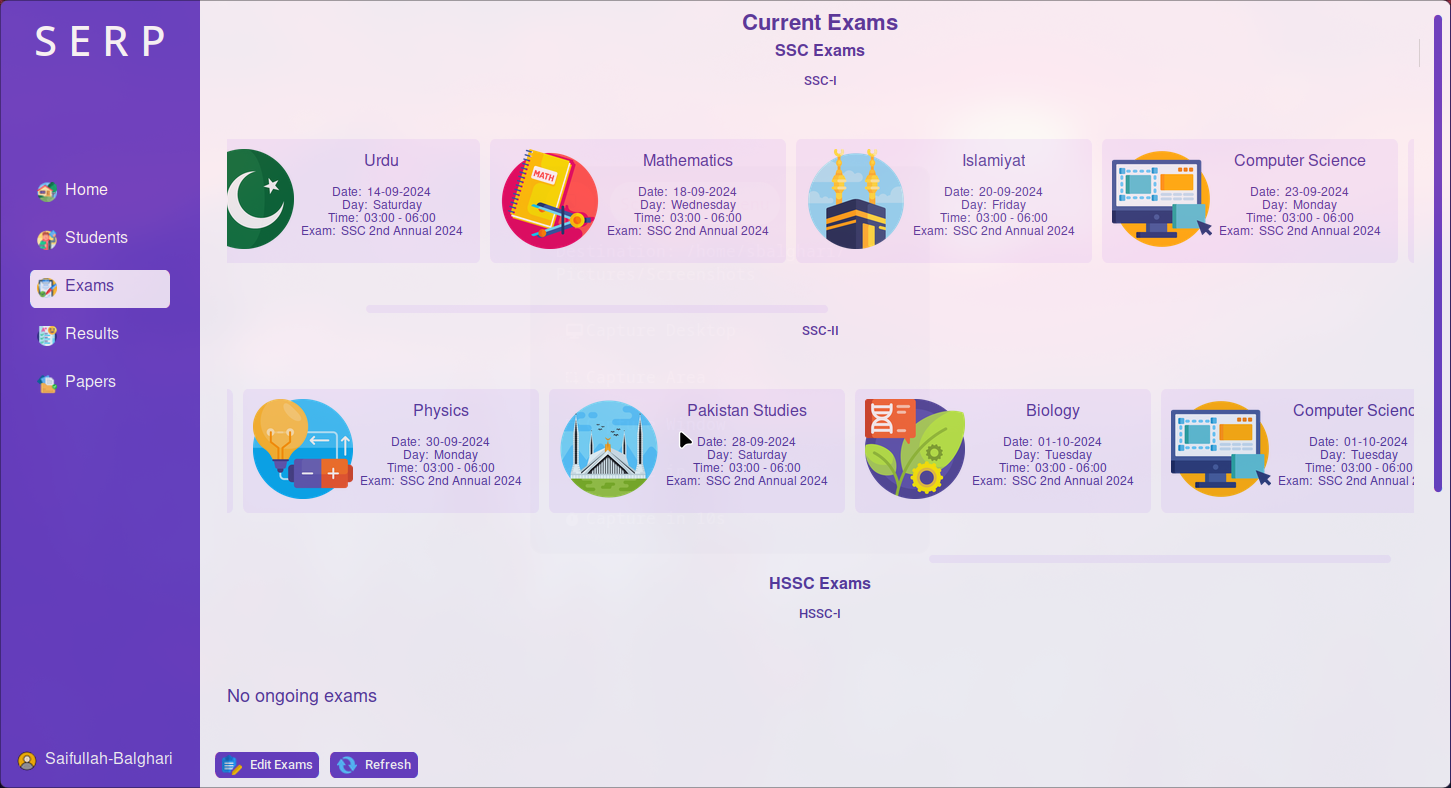 SERP
Home
Students
Exams
Results
Papers
Saifullah-Balghari
Current Exams
SSC Exams
SSC-I
Urdu
Date: 14-09-2024
Day: Saturday
Time: 03:00 - 06:00
Exam: SSC 2nd Annual 2024
MATH
Mathematics
Date: 18-09-2024
Day: Wednesday
Time: 03:00 - 06:00
Exam: SSC 2nd Annual 2024
Islamiyat
Date: 20-09-2024
Day: Friday
Time: 03:00 - 06:00
Exam: SSC 2nd Annual 2024
Computer Science
Date: 23-09-2024
Day: Monday
Time: 03:00 - 06:00
Exam: SSC 2nd Annual 2024
SSC-II
Physics
Date: 30-09-2024
Day: Monday
Time: 03:00 - 06:00
Exam: SSC 2nd Annual 2024
Pakistan Studies
Date: 28-09-2024
Day: Saturday
Time: 03:00 - 06:00
Exam: SSC 2nd Annual 2024
Biology
Date: 01-10-2024
Day: Tuesday
Time: 03:00 - 06:00
Exam: SSC 2nd Annual 2024
Computer Scienc
Date: 01-10-2024
Day: Tuesday
Time: 03:00 - 06:00
Exam: SSC 2nd Annual
HSSC Exams
HSSC-I
No ongoing exams
Edit Exams
Refresh